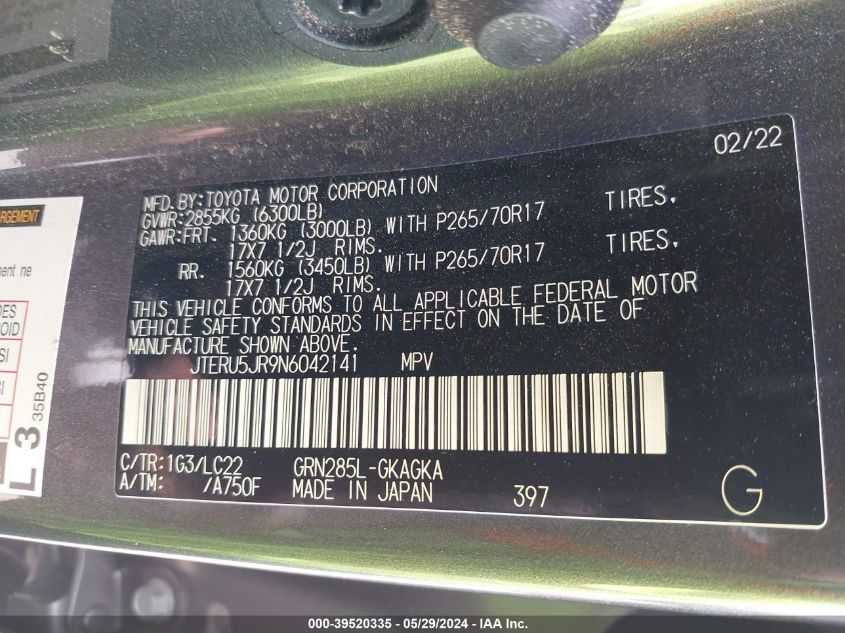 02/22
MFD.BY:TOYOTA MOTOR CORPORATION
GVWR:2855KG (6300LB)
GAWR:FRT. 1360KG (3000LB) WITH P265/70R17 TIRES,
17X7 1/2J RIMS.
RR. 1560KG (3450LB) WITH P265/70R17 TIRES,
17X7 1/2J RIMS.
THIS VEHICLE CONFORMS TO ALL APPLICABLE FEDERAL MOTOR
VEHICLE SAFETY STANDARDS IN EFFECT ON THE DATE OF
MANUFACTURE SHOWN ABOVE.
JTERU5JR9N6042141 MPV
C/TR:1G3/LC22 GRN285L-GKAGKA
A/TM: /A750F MADE IN JAPAN 397
G
ment ne
L 3 35B40
000-39520335 - 05/29/2024 - IAA Inc.